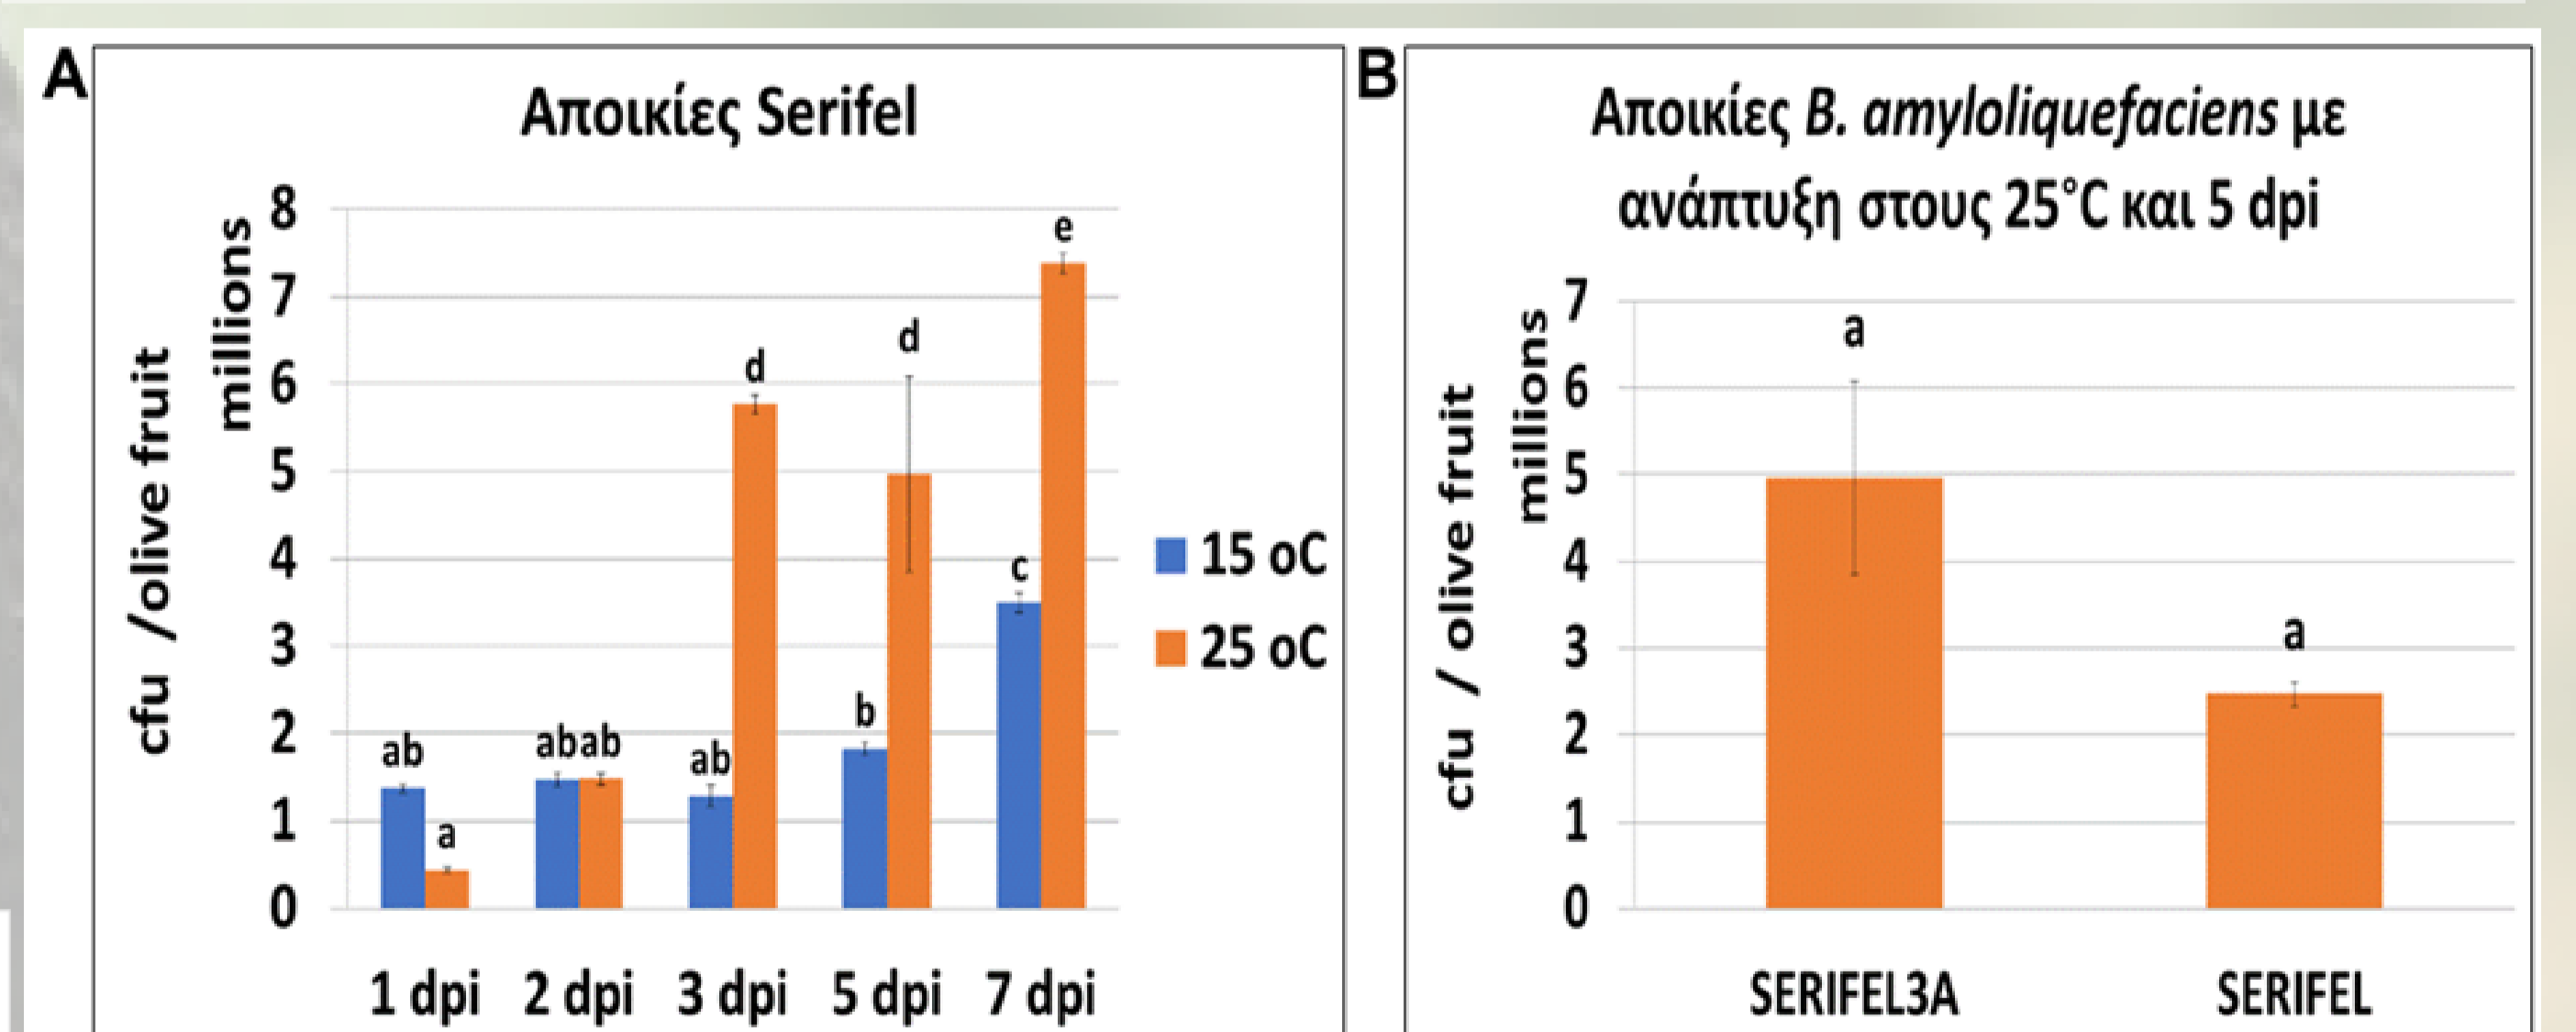 A
Αποικίες Serifel
cfu / olive fruit
millions
8
7
6
5
4
3
2
1
0
ab
a
ab
ab
ab
d
b
d
c
e
1 dpi
2 dpi
3 dpi
5 dpi
7 dpi
15 oC
25 oC
B
Αποικίες B. amyloliquefaciens με
ανάπτυξη στους 25°C και 5 dpi
cfu / olive fruit
millions
7
6
5
4
3
2
1
0
a
a
SERIFEL3A
SERIFEL